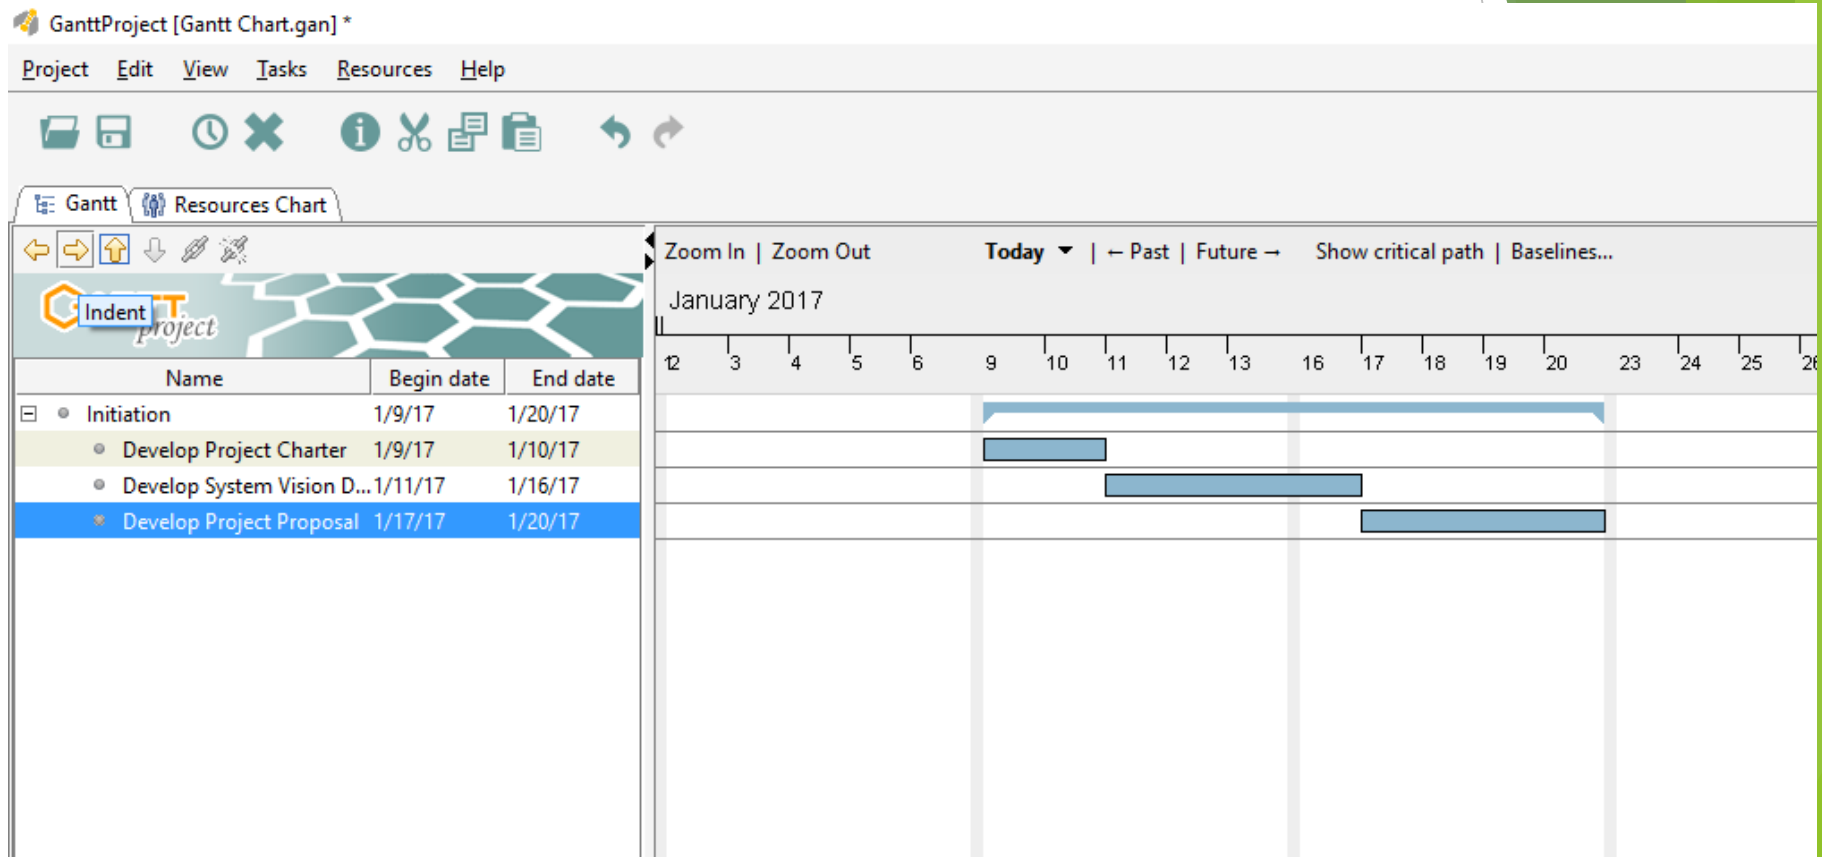 GanttProject [Gantt Chart.gan] *
Project Edit View Tasks Resources Help
Gantt Resources Chart
Zoom In | Zoom Out Today | ← Past | Future → Show critical path | Baselines...
Indent
project
January 2017
12 3 4 5 6 9 10 11 12 13 16 17 18 19 20 23 24 25
Name Begin date End date
Initiation 1/9/17 1/20/17
Develop Project Charter 1/9/17 1/10/17
Develop System Vision D... 1/11/17 1/16/17
Develop Project Proposal 1/17/17 1/20/17